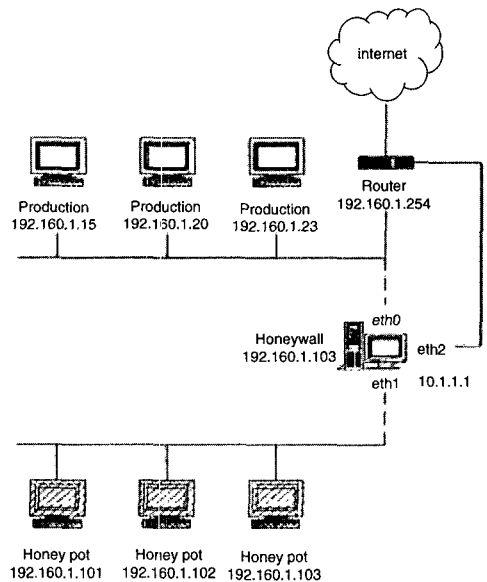 internet
Router
192.160.1.254
Production
192.160.1.15
Production
192.160.1.20
Production
192.160.1.23
eth0
Honeywall
192.160.1.103
eth2
eth1
10.1.1.1
Honey pot
192.160.1.101
Honey pot
192.160.1.102
Honey pot
192.160.1.103